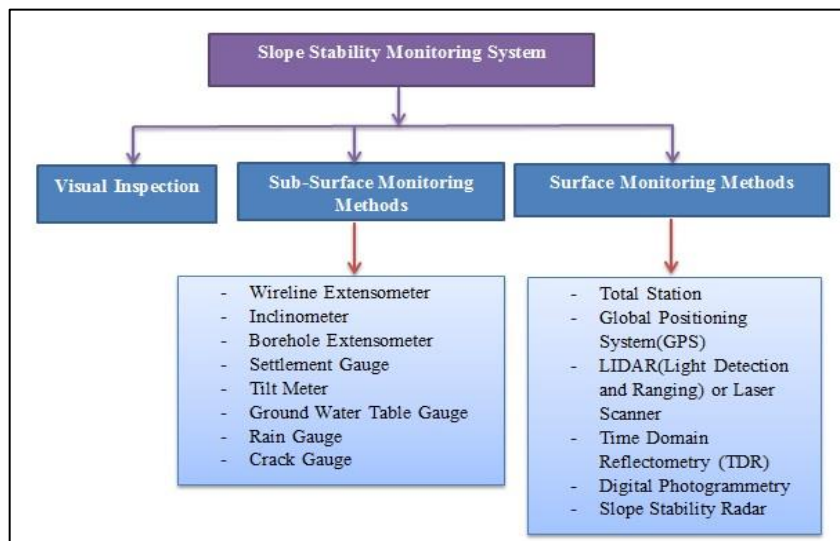 Slope Stability Monitoring System
Visual Inspection
Sub-Surface Monitoring
Methods
Surface Monitoring Methods
- Wireline Extensometer
- Inclinometer
- Borehole Extensometer
- Settlement Gauge
- Tilt Meter
- Ground Water Table Gauge
- Rain Gauge
- Crack Gauge
- Total Station
- Global Positioning
System(GPS)
- LIDAR(Light Detection
and Ranging) or Laser
Scanner
- Time Domain
Reflectometry (TDR)
- Digital Photogrammetry
- Slope Stability Radar